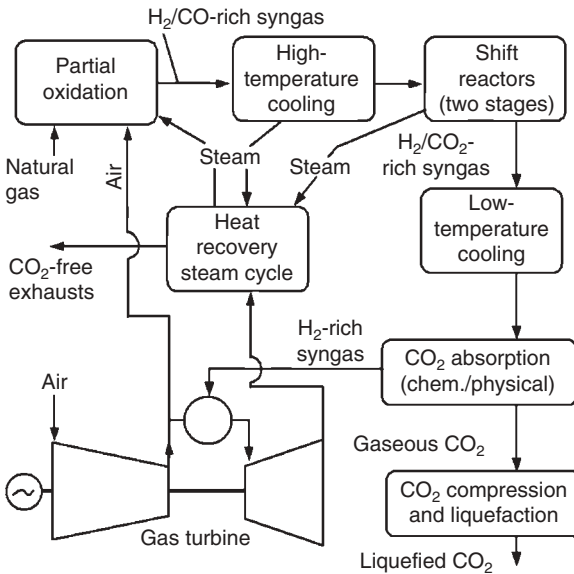 H₂/CO-rich syngas
Partial
oxidation
High-
temperature
cooling
Shift
reactors
(two stages)
Natural
gas
Air
Steam
Steam
H₂/CO₂-
rich syngas
Heat
recovery
steam cycle
Low-
temperature
cooling
CO₂-free
exhausts
H₂-rich
syngas
CO₂ absorption
(chem./physical)
Air
Gaseous CO₂
CO₂ compression
and liquefaction
Gas turbine
Liquefied CO₂